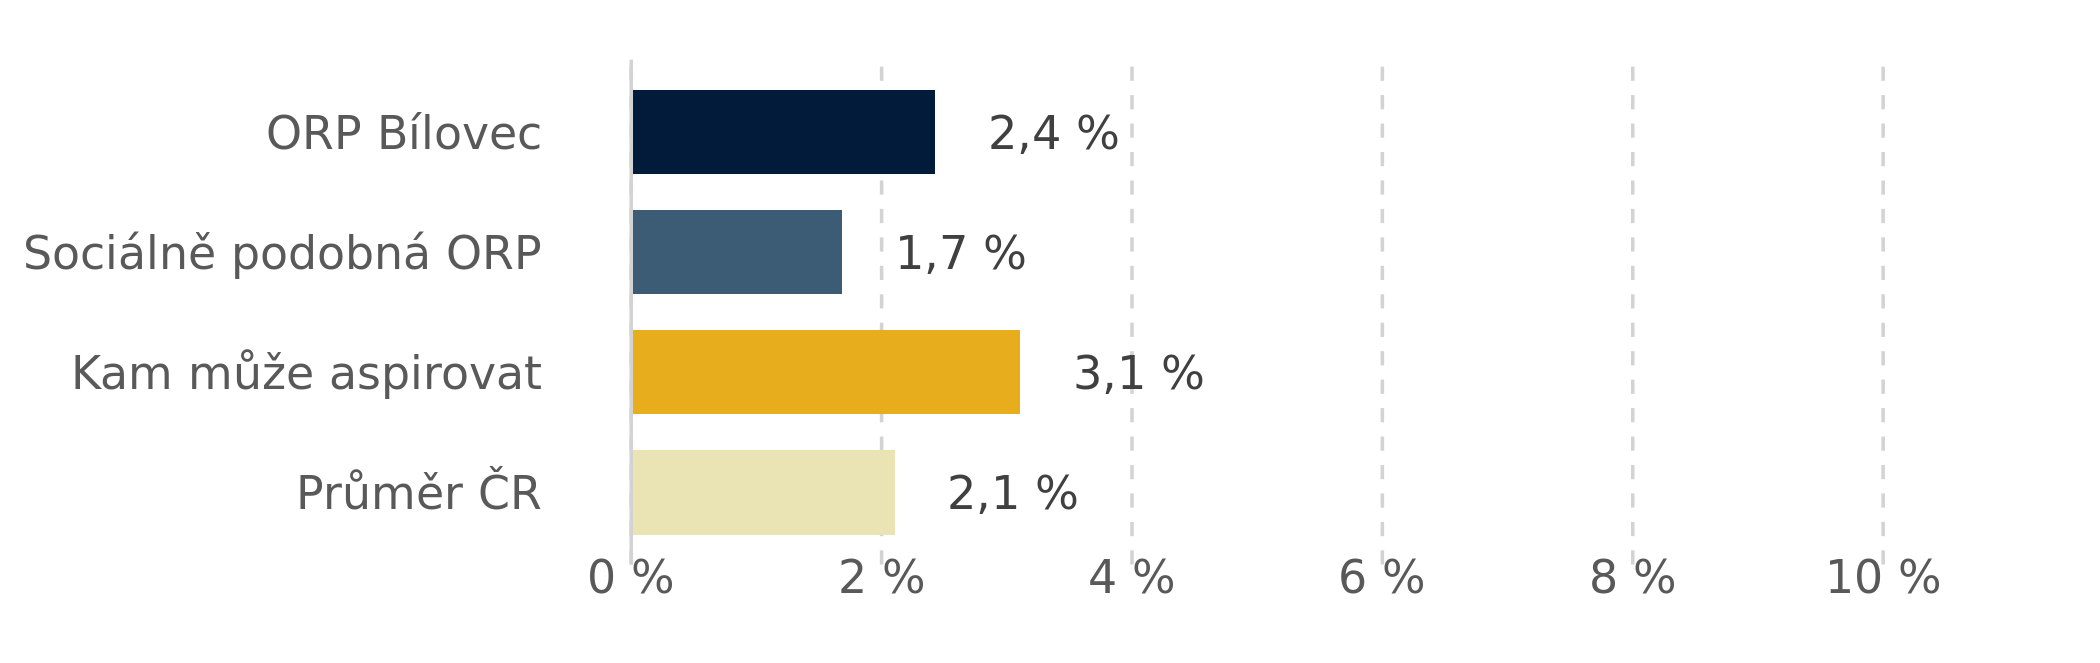 ORP Bílovec 2,4 %
Sociálně podobná ORP 1,7 %
Kam může aspirovat 3,1 %
Průměr ČR 2,1 %
0 % 2 % 4 % 6 % 8 % 10 %